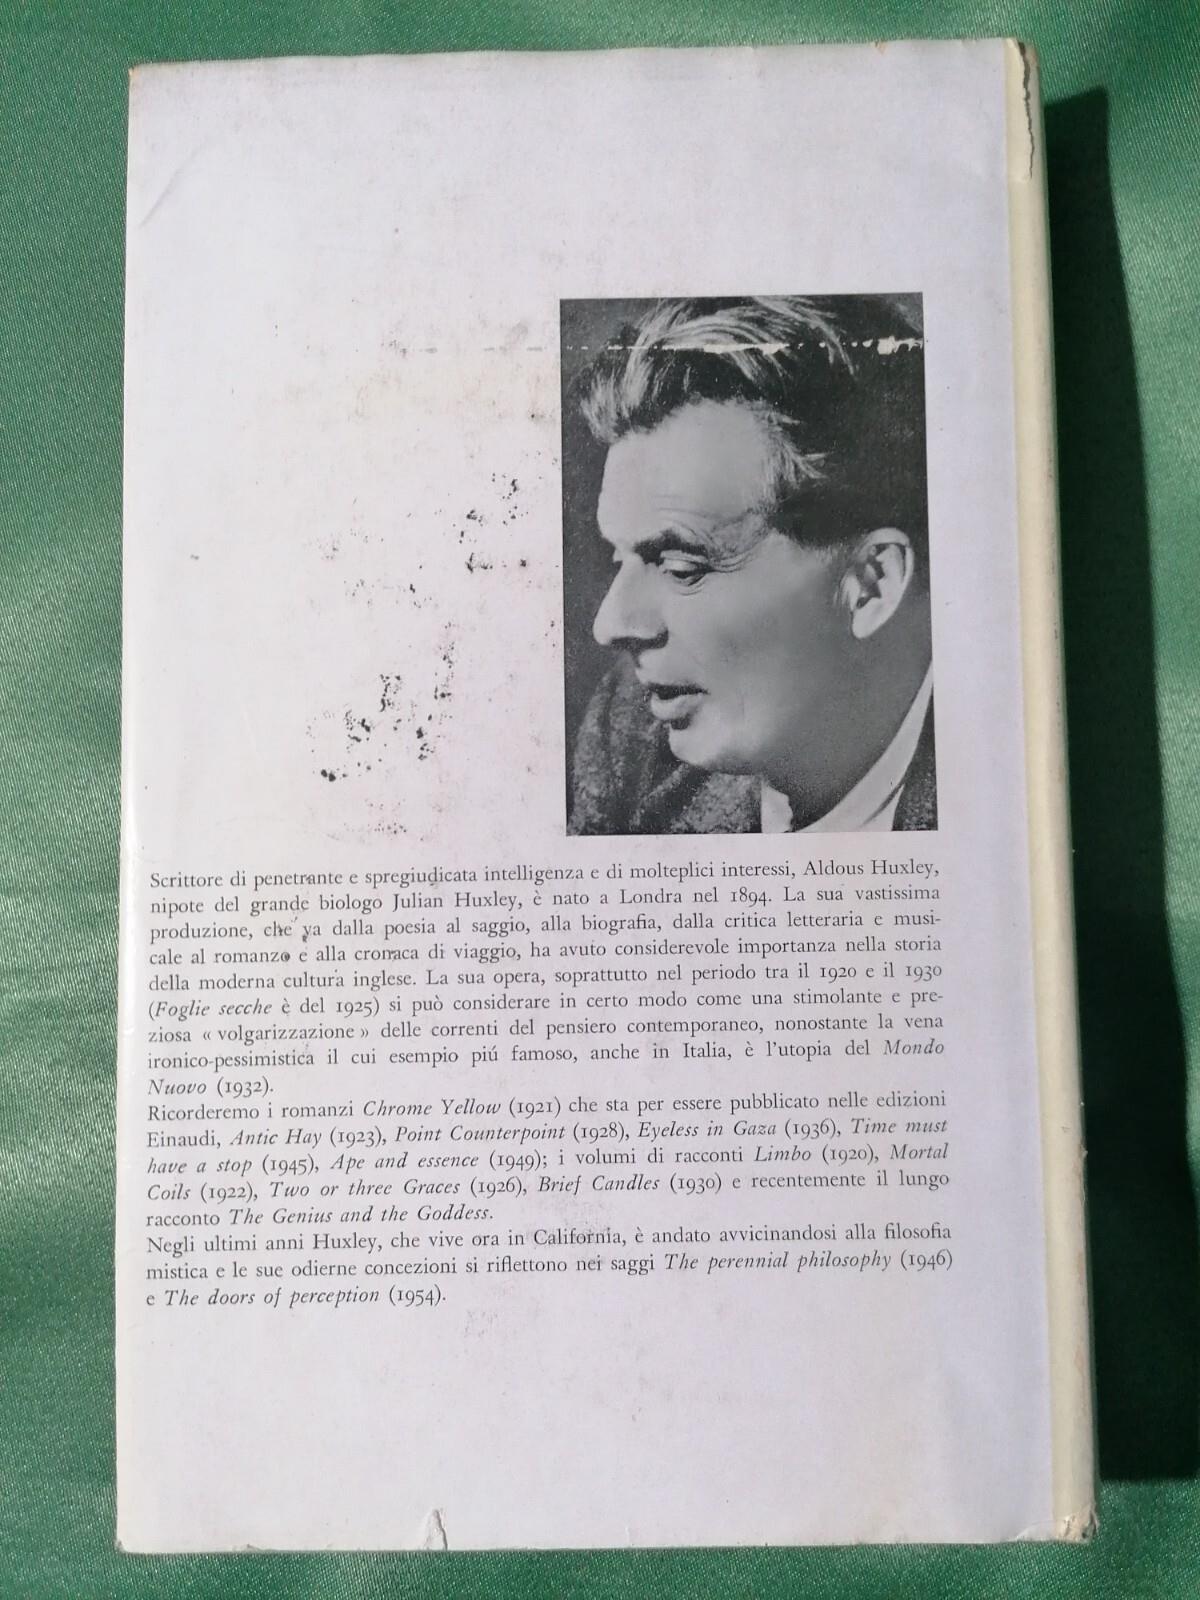 Scrittore di penetrante e spregiudicata intelligenza e di molteplici interessi, Aldous Huxley,
nipote del grande biologo Julian Huxley, è nato a Londra nel 1894. La sua vastissima
produzione, che va dalla poesia al saggio, alla biografia, dalla critica letteraria e musi-
cale al romanzo e alla cronaca di viaggio, ha avuto considerevole importanza nella storia
della moderna cultura inglese. La sua opera, soprattutto nel periodo tra il 1920 e il 1930
(Foglie secche è del 1925) si può considerare in certo modo come una stimolante e pre-
ziosa « volgarizzazione » delle correnti del pensiero contemporaneo, nonostante la vena
ironico-pessimistica il cui esempio piú famoso, anche in Italia, è l'utopia del Mondo
Nuovo (1932).
Ricorderemo i romanzi Chrome Yellow (1921) che sta per essere pubblicato nelle edizioni
Einaudi, Antic Hay (1923), Point Counterpoint (1928), Eyeless in Gaza (1936), Time must
have a stop (1945), Ape and essence (1949); i volumi di racconti Limbo (1920), Mortal
Coils (1922), Two or three Graces (1926), Brief Candles (1930) e recentemente il lungo
racconto The Genius and the Goddess.
Negli ultimi anni Huxley, che vive ora in California, è andato avvicinandosi alla filosofia
mistica e le sue odierne concezioni si riflettono nei saggi The perennial philosophy (1946)
e The doors of perception (1954).